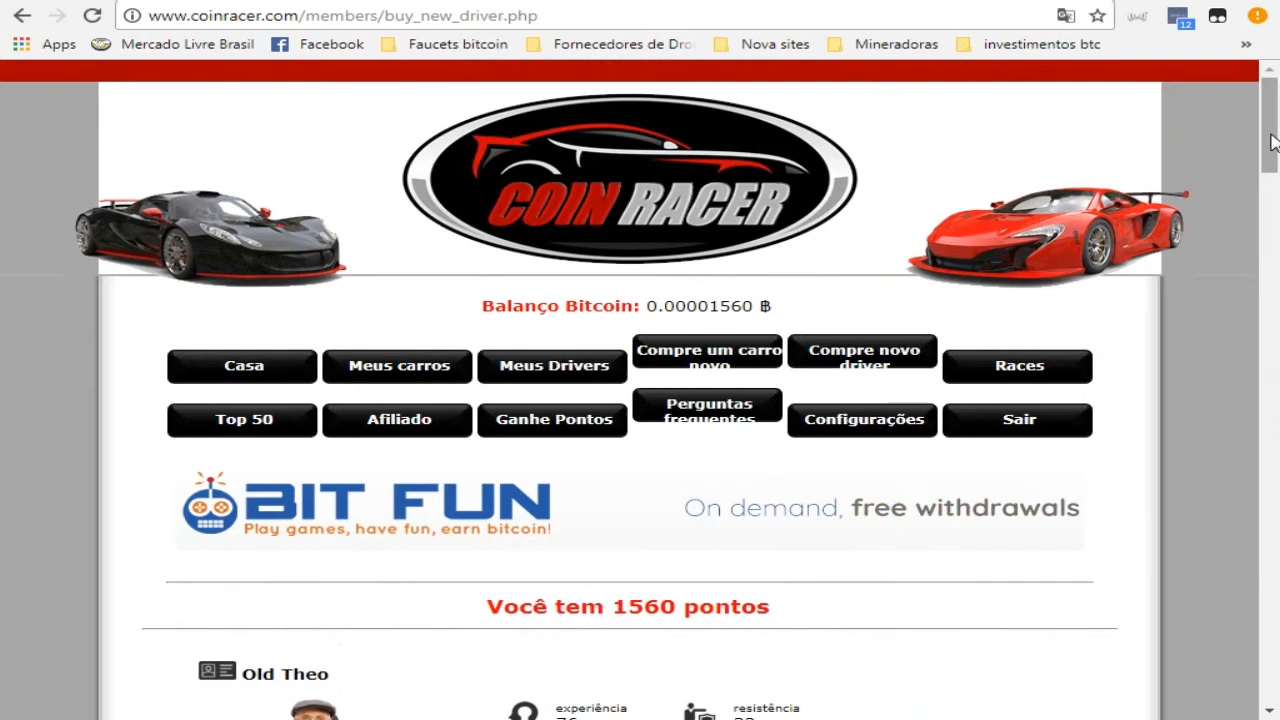 www.coinracer.com/members/buy_new_driver.php
12
Apps Mercado Livre Brasil Facebook Faucets bitcoin Fornecedores de Dro Nova sites Mineradoras investimentos btc »
COIN RACER
Balanço Bitcoin: 0.00001560 ฿
Casa Meus carros Meus Drivers Compre um carro novo Compre novo driver Races
Top 50 Afiliado Ganhe Pontos Perguntas frequentes Configurações Sair
BIT FUN
Play games, have fun, earn bitcoin!
On demand, free withdrawals
Você tem 1560 pontos
Old Theo
experiência
resistência